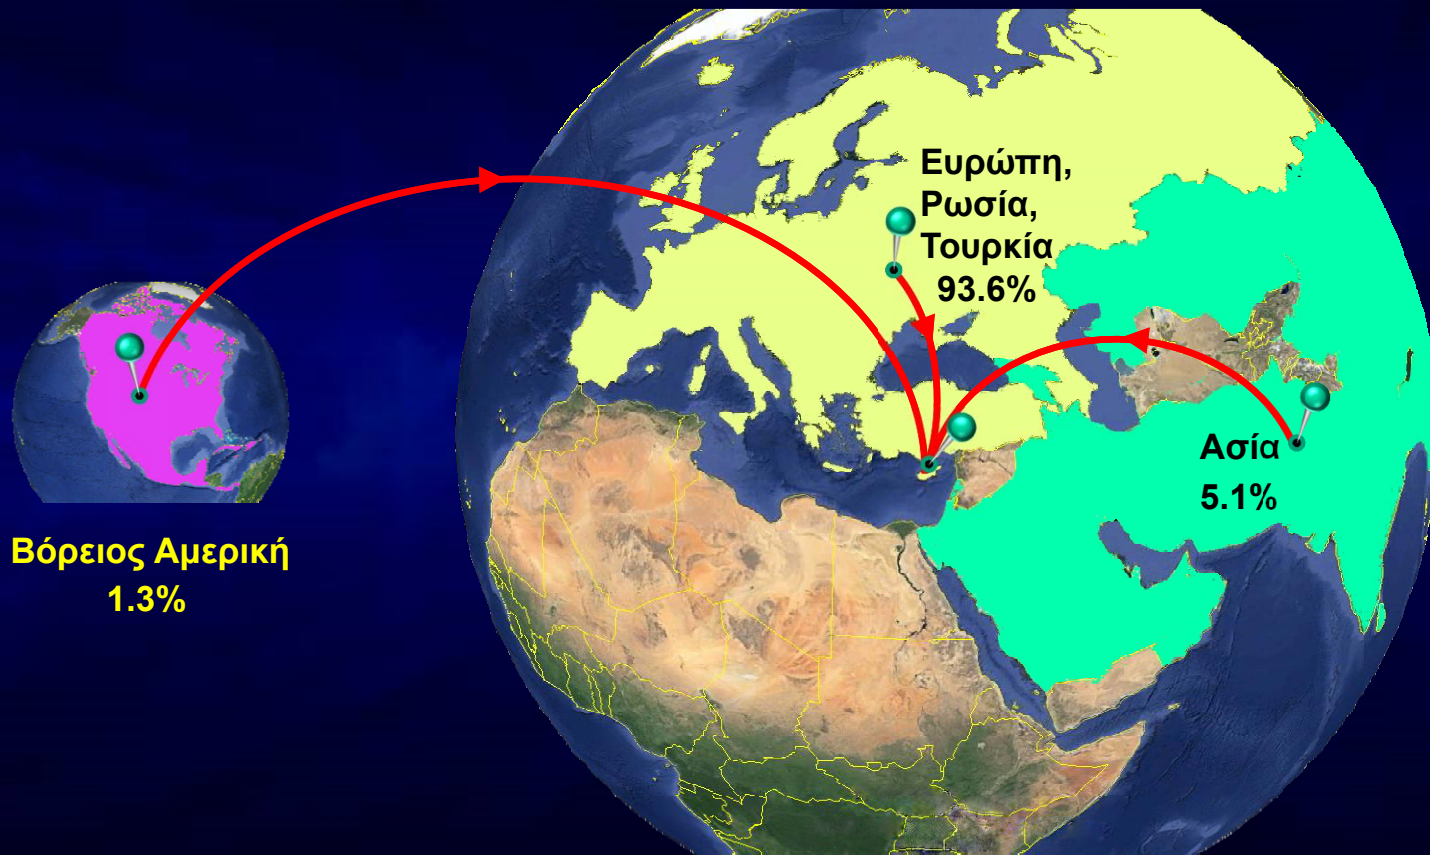 Ευρώπη,
Ρωσία,
Τουρκία
93.6%
Ασία
5.1%
Βόρειος Αμερική
1.3%